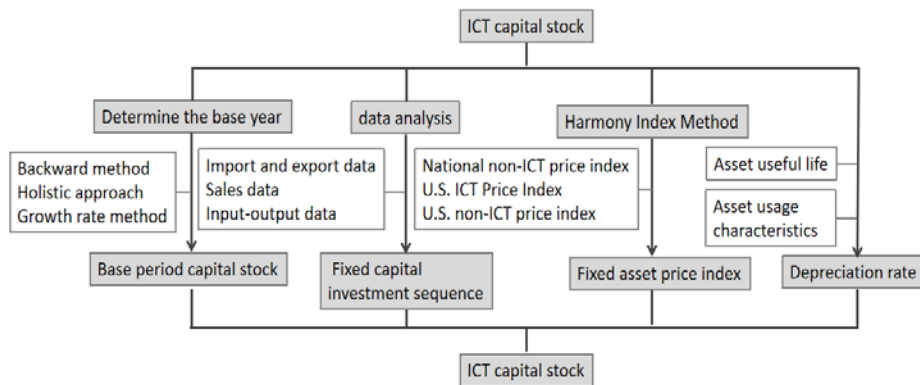 ICT capital stock
Determine the base year
data analysis
Harmony Index Method
Backward method
Holistic approach
Growth rate method
Import and export data
Sales data
Input-output data
National non-ICT price index
U.S. ICT Price Index
U.S. non-ICT price index
Asset useful life
Asset usage
characteristics
Base period capital stock
Fixed capital
investment sequence
Fixed asset price index
Depreciation rate
ICT capital stock